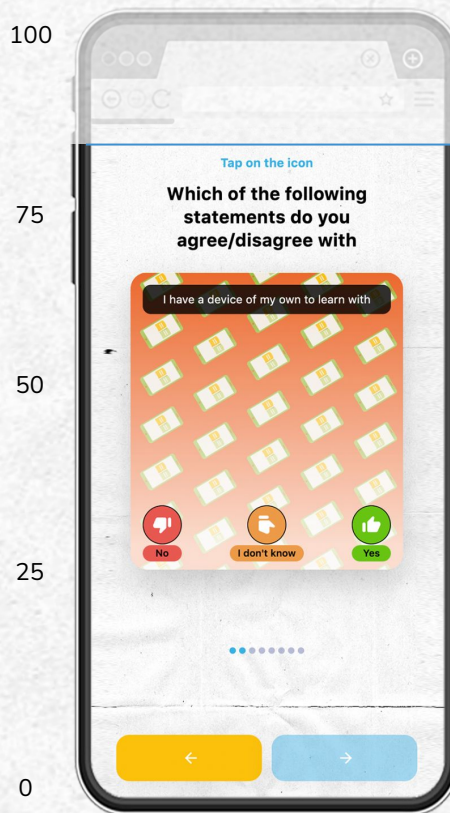 100
Tap on the icon
Which of the following
statements do you
agree/disagree with
75
I have a device of my own to learn with
50
No
I don't know
Yes
25
0